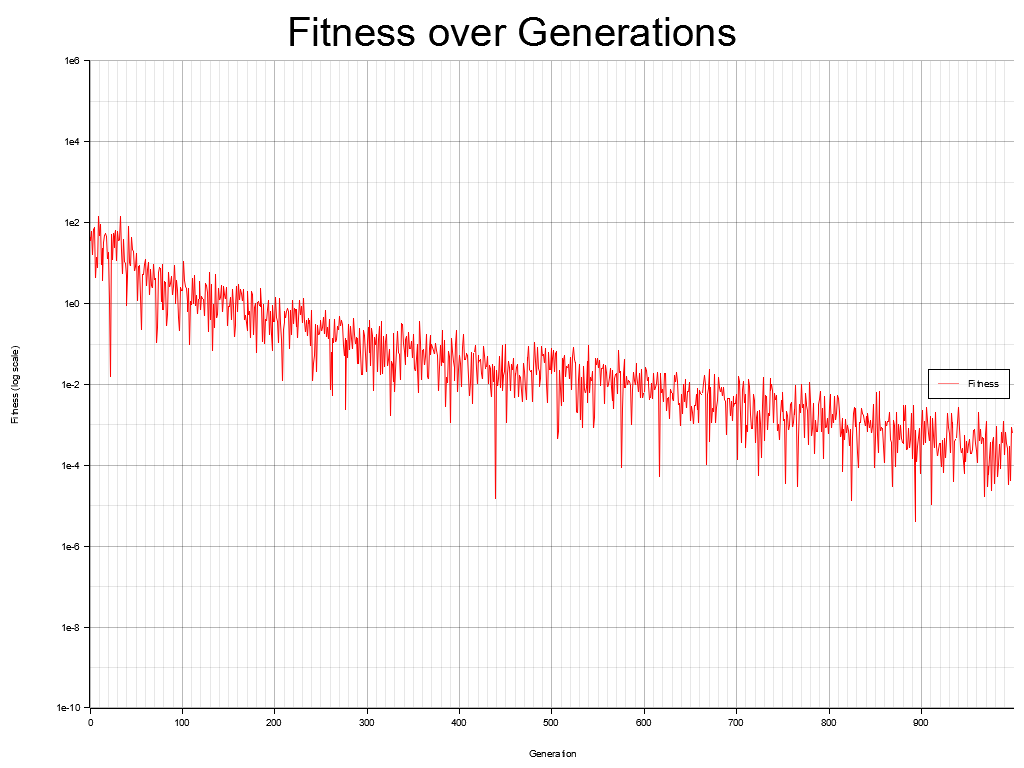 Fitness over Generations
1e6
1e4
1e2
1e0
1e-2
1e-4
1e-6
1e-8
1e-10
Fitness (log scale)
Fitness
0 100 200 300 400 500 600 700 800 900
Generation